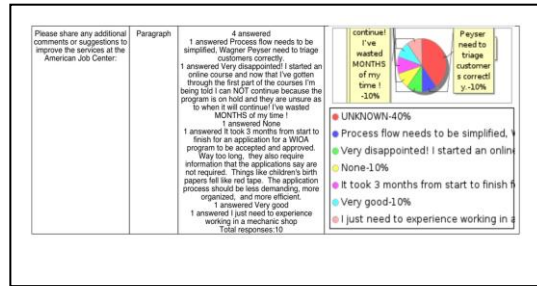 Please share any additional
comments or suggestions to
improve the services at the
American Job Center:
Paragraph
4 answered
1 answered Process flow needs to be
simplified, Wagner Peyser need to triage
customers correctly.
1 answered Very disappointed! I started an
online course and now that I've gotten
through the first part of the courses I'm
being told I can NOT continue because the
program is on hold and they are unsure as
to when it will continue! I've wasted
MONTHS of my time !
1 answered None
1 answered It took 3 months from start to
finish for an application for a WIOA
program to be accepted and approved.
Way too long, they also require
information that the applications say are
not required. Things like children's birth
papers felt like red tape. The application
process should be less demanding, more
organized, and more efficient.
1 answered Very good
1 answered I just need to experience
working in a mechanic shop
Total responses:10
continue!
I've
wasted
MONTHS
of my
time !
-10%
Peyser
need to
triage
customer
s correctl
y.-10%
UNKNOWN-40%
Process flow needs to be simplified,
Very disappointed! I started an onlin
None-10%
It took 3 months from start to finish f
Very good-10%
I just need to experience working in a